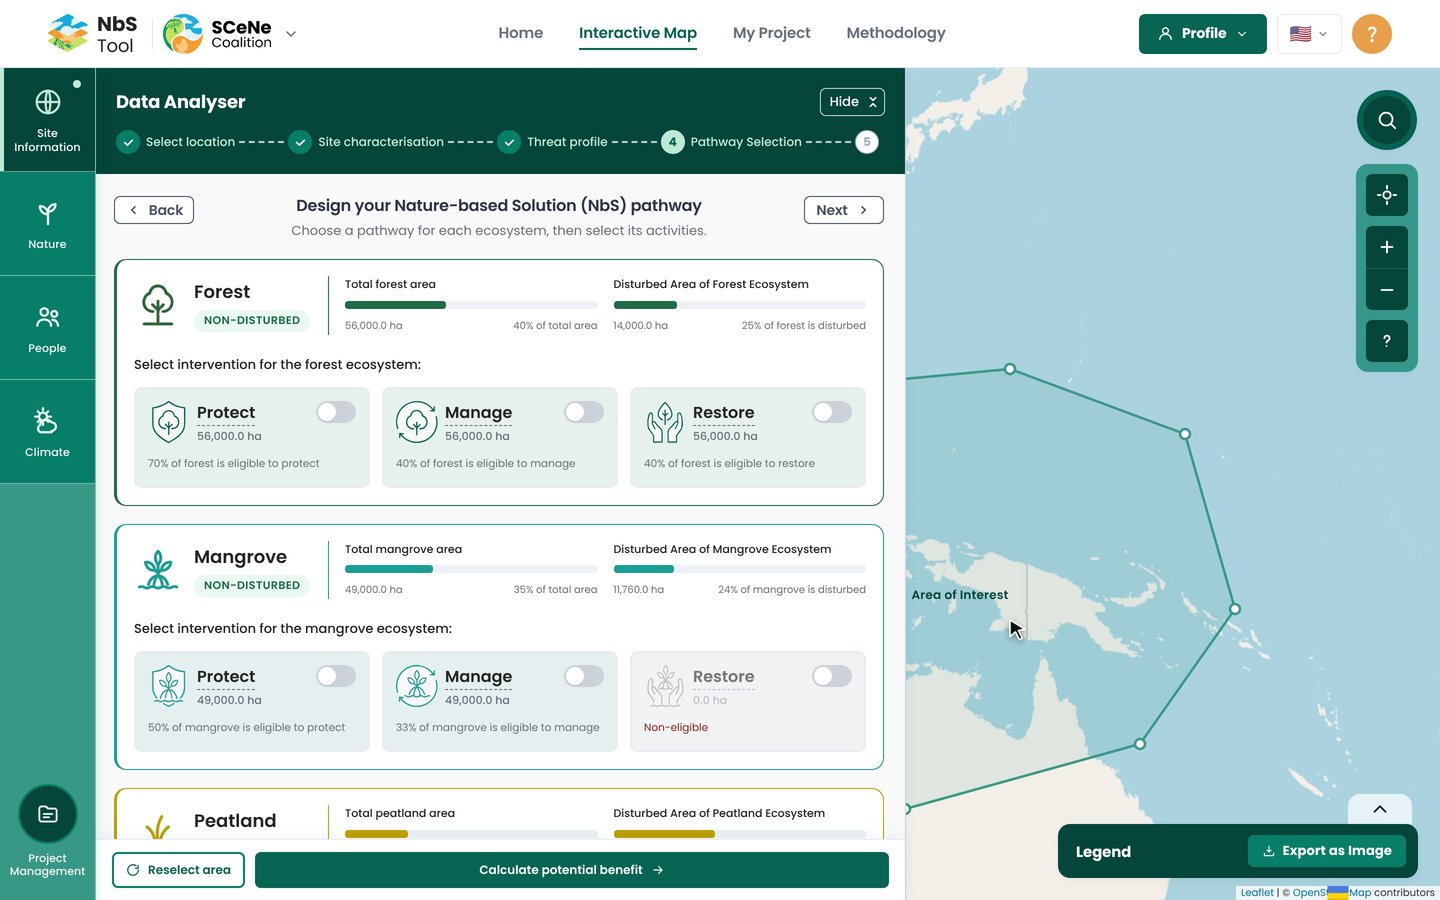 NbS
Tool
SCeNe
Coalition
Home
Interactive Map
My Project
Methodology
Profile
?
Site
Information
Nature
People
Climate
Project
Management
Data Analyser
Hide
Select location
Site characterisation
Threat profile
4
Pathway Selection
5
Back
Design your Nature-based Solution (NbS) pathway
Next
Choose a pathway for each ecosystem, then select its activities.
Forest
NON-DISTURBED
Total forest area
56,000.0 ha
40% of total area
Disturbed Area of Forest Ecosystem
14,000.0 ha
25% of forest is disturbed
Select intervention for the forest ecosystem:
Protect
56,000.0 ha
70% of forest is eligible to protect
Manage
56,000.0 ha
40% of forest is eligible to manage
Restore
56,000.0 ha
40% of forest is eligible to restore
Mangrove
NON-DISTURBED
Total mangrove area
49,000.0 ha
35% of total area
Disturbed Area of Mangrove Ecosystem
11,760.0 ha
24% of mangrove is disturbed
Select intervention for the mangrove ecosystem:
Protect
49,000.0 ha
50% of mangrove is eligible to protect
Manage
49,000.0 ha
33% of mangrove is eligible to manage
Restore
0.0 ha
Non-eligible
Peatland
Total peatland area
Disturbed Area of Peatland Ecosystem
Reselect area
Calculate potential benefit
+
−
?
Area of Interest
Legend
Export as Image
Leaflet | © OpenS Map contributors